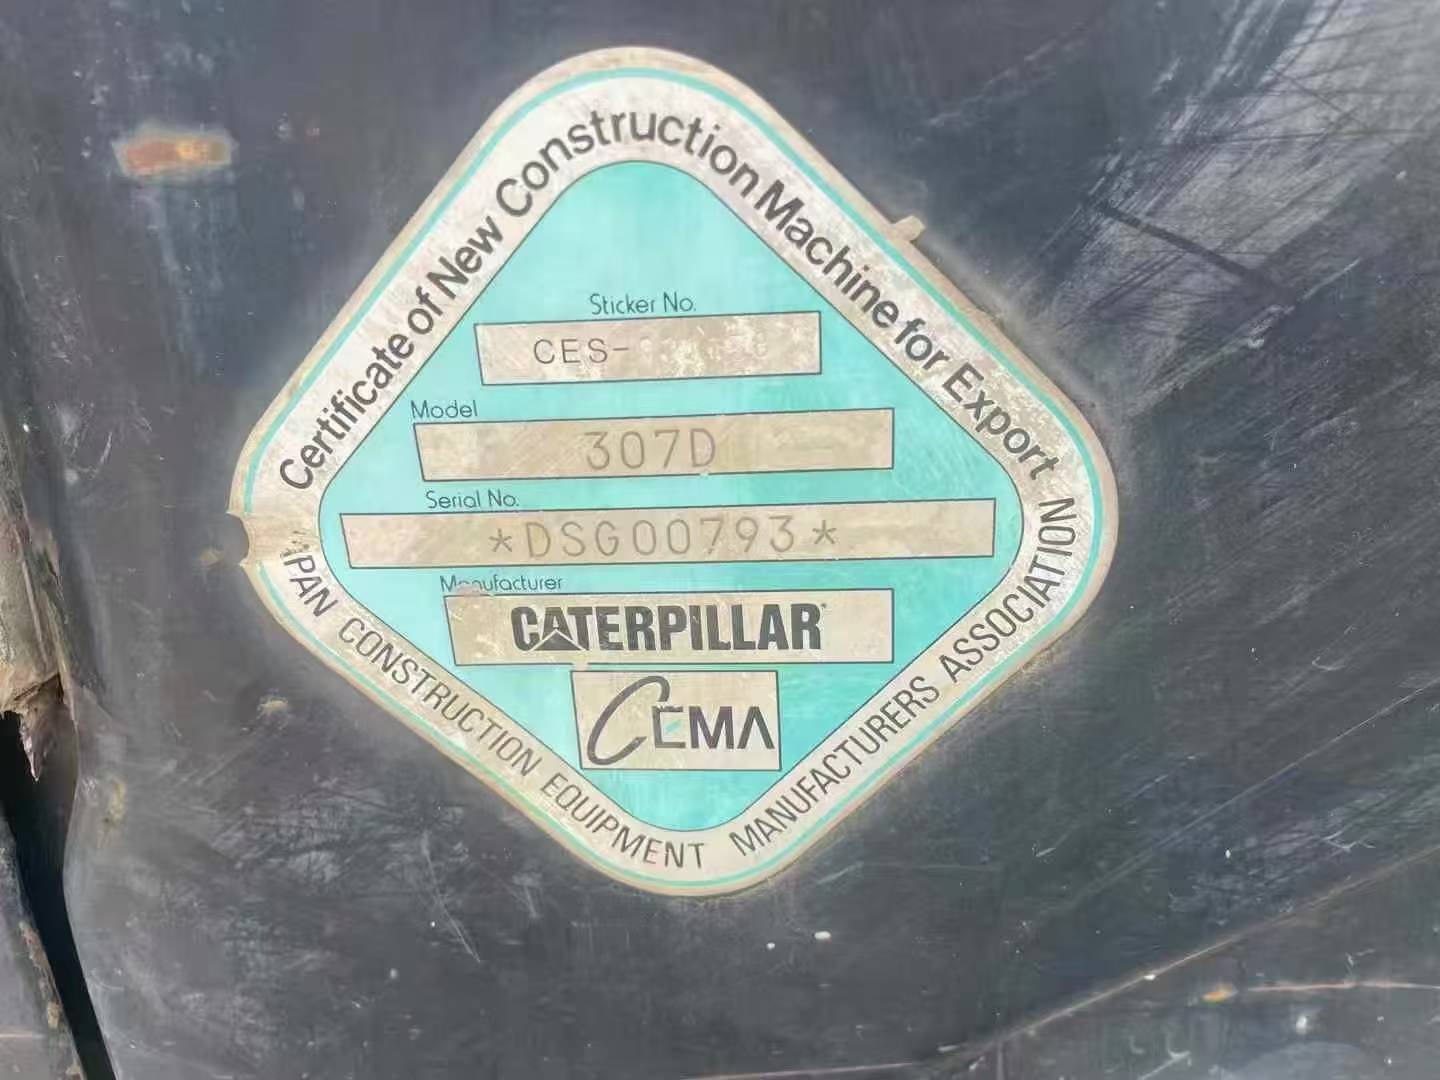 Certificate of New Construction Machine for Export
Sticker No.
CES-
Model
307D
Serial No.
*DSG00793*
Manufacturer
CATERPILLAR
CEMA
CONSTRUCTION EQUIPMENT MANUFACTURERS ASSOCIATION